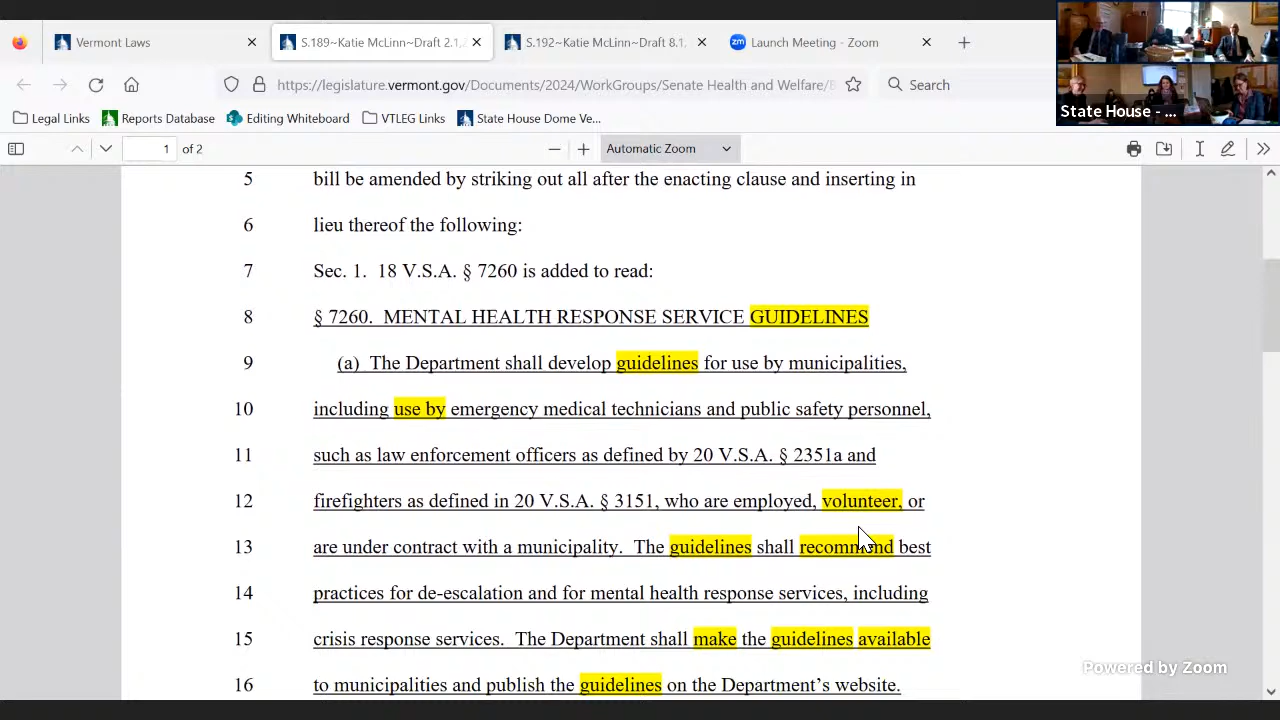 Vermont Laws
S.189~Katie McLinn~Draft 2.1,
S.192~Katie McLinn~Draft 8.1,
Launch Meeting - Zoom
https://legislature.vermont.gov/Documents/2024/WorkGroups/Senate Health and Welfare/B
Search
Legal Links
Reports Database
Editing Whiteboard
VTLEG IO
State House Dome Ve...
State House - ...
1 of 2
Automatic Zoom
5 bill be amended by striking out all after the enacting clause and inserting in
6 lieu thereof the following:
7 Sec. 1. 18 V.S.A. § 7260 is added to read:
8 § 7260. MENTAL HEALTH RESPONSE SERVICE GUIDELINES
9 (a) The Department shall develop guidelines for use by municipalities,
10 including use by emergency medical technicians and public safety personnel,
11 such as law enforcement officers as defined by 20 V.S.A. § 2351a and
12 firefighters as defined in 20 V.S.A. § 3151, who are employed, volunteer, or
13 are under contract with a municipality. The guidelines shall recommend best
14 practices for de-escalation and for mental health response services, including
15 crisis response services. The Department shall make the guidelines available
16 to municipalities and publish the guidelines on the Department's website.
Powered by Zoom